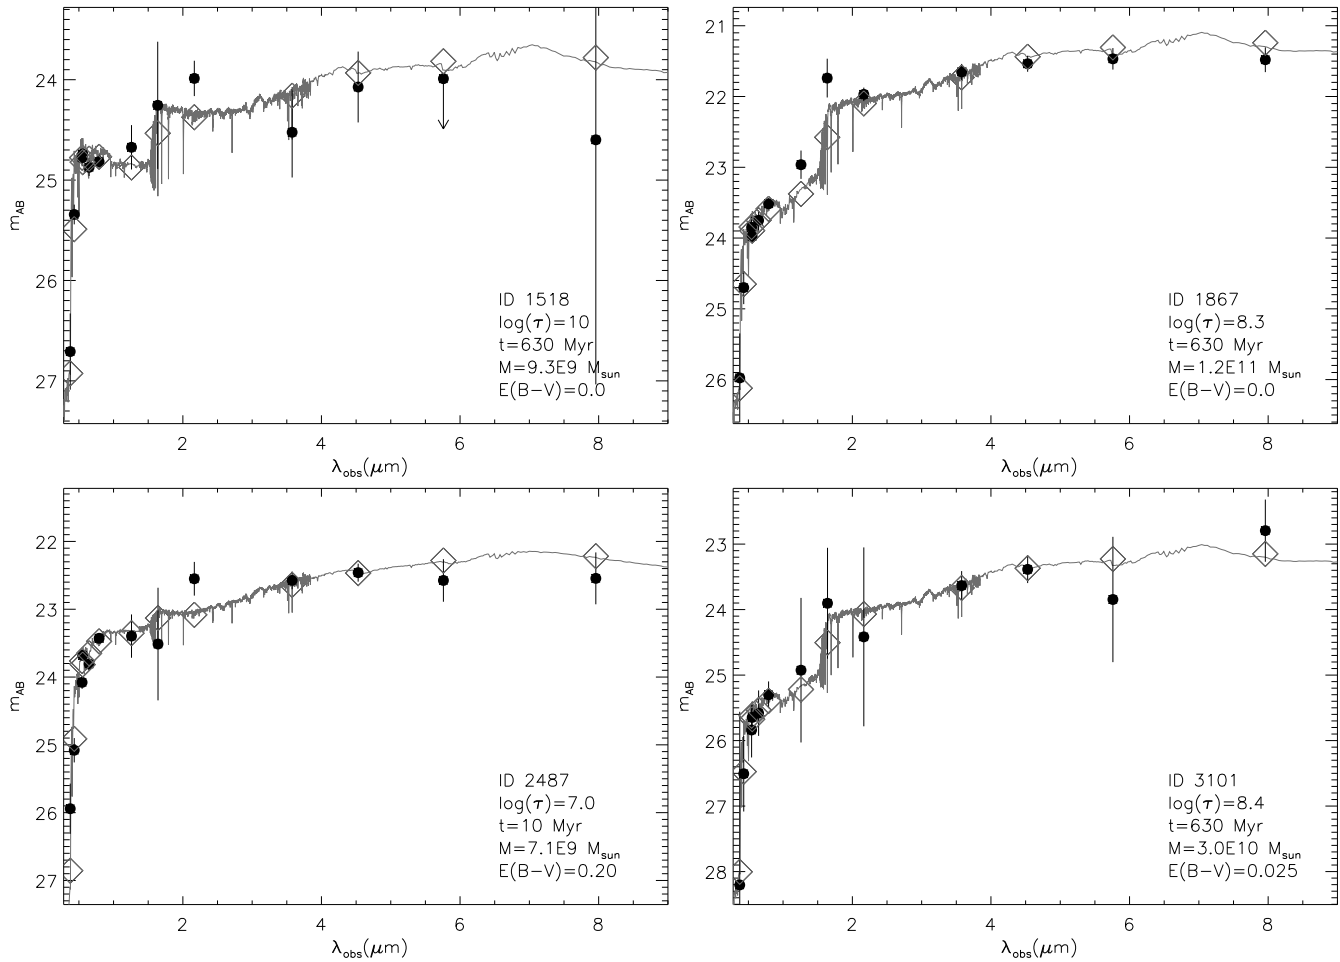 24
25
26
27
m_AB
2 4 6 8
λ_obs(μm)
ID 1518
log(τ)=10
t=630 Myr
M=9.3E9 M_sun
E(B−V)=0.0
21
22
23
24
25
26
m_AB
2 4 6 8
λ_obs(μm)
ID 1867
log(τ)=8.3
t=630 Myr
M=1.2E11 M_sun
E(B−V)=0.0
22
23
24
25
26
27
m_AB
2 4 6 8
λ_obs(μm)
ID 2487
log(τ)=7.0
t=10 Myr
M=7.1E9 M_sun
E(B−V)=0.20
23
24
25
26
27
28
m_AB
2 4 6 8
λ_obs(μm)
ID 3101
log(τ)=8.4
t=630 Myr
M=3.0E10 M_sun
E(B−V)=0.025